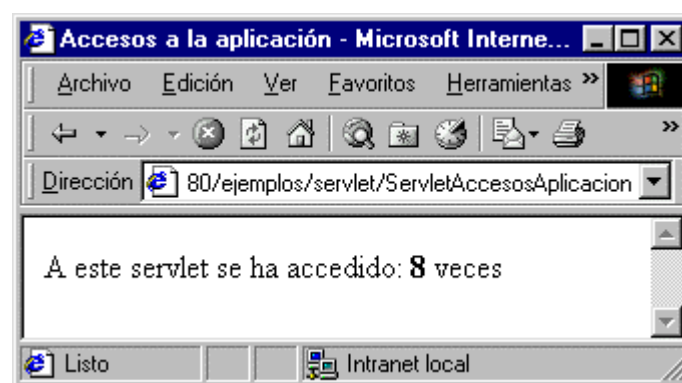 Accesos a la aplicación - Microsoft Interne...
Archivo Edición Ver Favoritos Herramientas »
»
Dirección 80/ejemplos/servlet/ServletAccesosAplicacion
A este servlet se ha accedido: 8 veces
Listo Intranet local